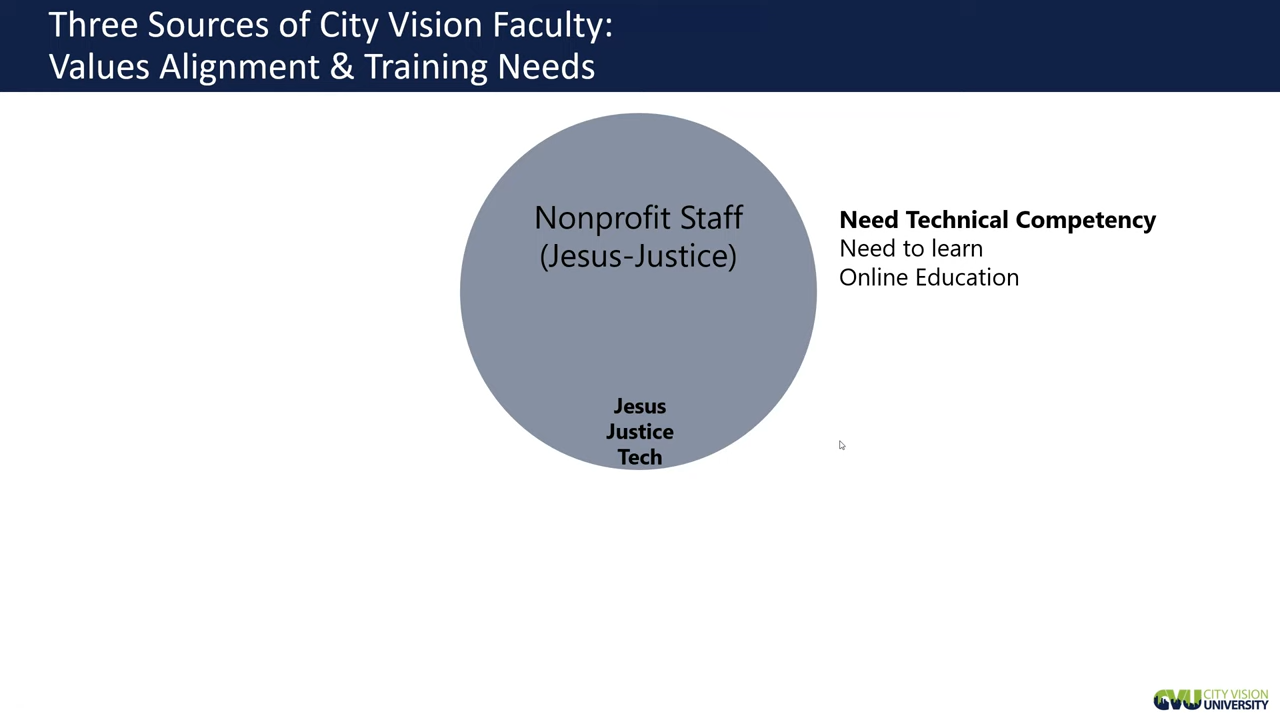 Three Sources of City Vision Faculty:
Values Alignment & Training Needs
Nonprofit Staff
(Jesus-Justice)
Need Technical Competency
Need to learn
Online Education
Jesus
Justice
Tech
CVU CITY VISION
UNIVERSITY